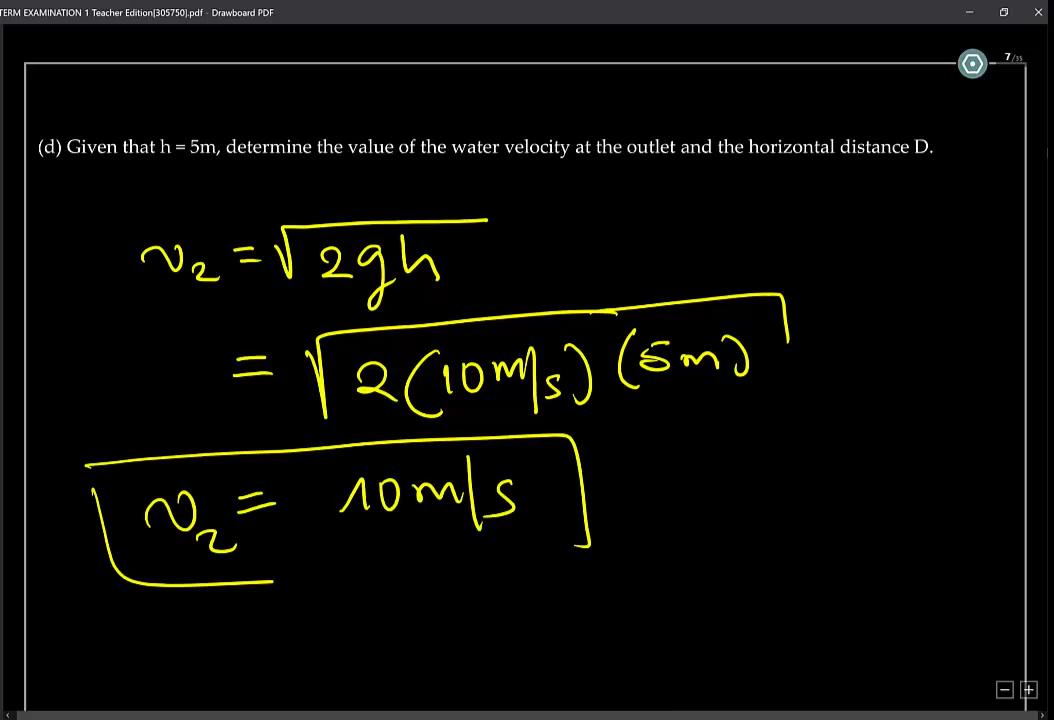 TERM EXAMINATION 1 Teacher Edition[305750].pdf - Drawboard PDF
7/35
(d) Given that h = 5m, determine the value of the water velocity at the outlet and the horizontal distance D.
v₂ = √2gh
= √2(10m/s)(5m)
v₂ = 10m/s